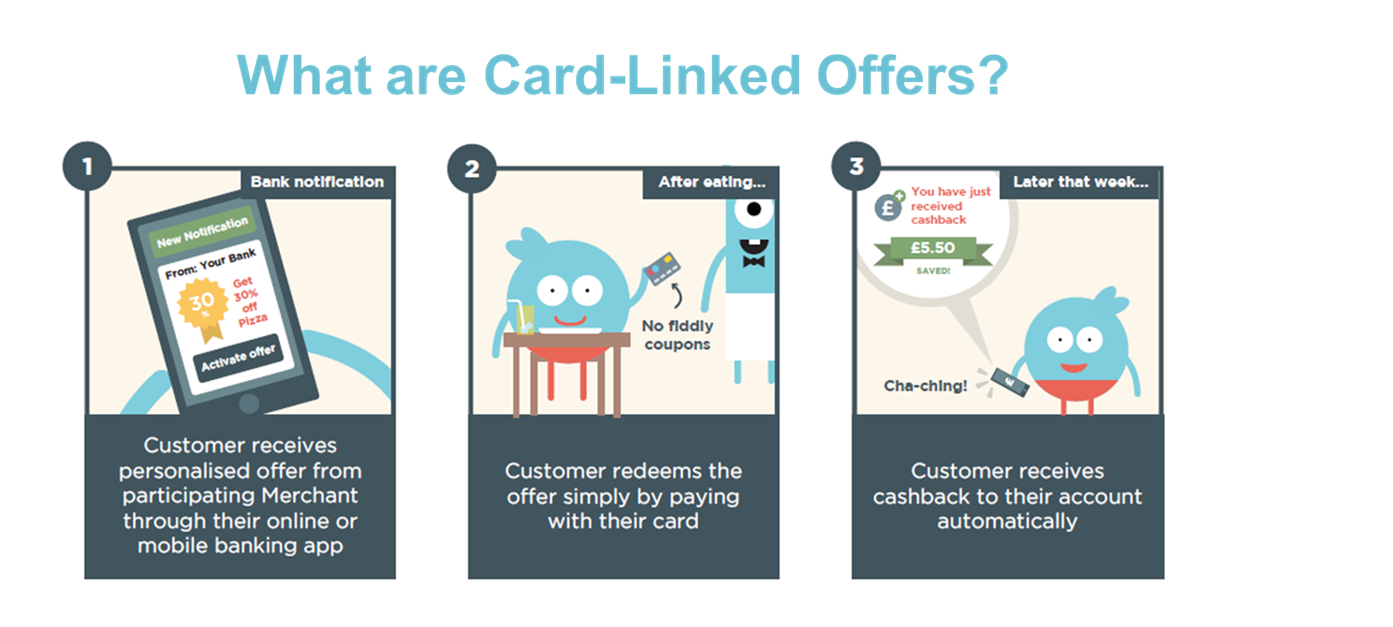 What are Card-Linked Offers?
1
Bank notification
New Notification
From: Your Bank
30
%
Get
30%
off
Pizza
Activate offer
Customer receives
personalised offer from
participating Merchant
through their online or
mobile banking app
2
After eating...
No fiddly
coupons
Customer redeems the
offer simply by paying
with their card
3
Later that week...
£
+
You have just
received
cashback
£5.50
SAVED!
Cha-ching!
Customer receives
cashback to their account
automatically